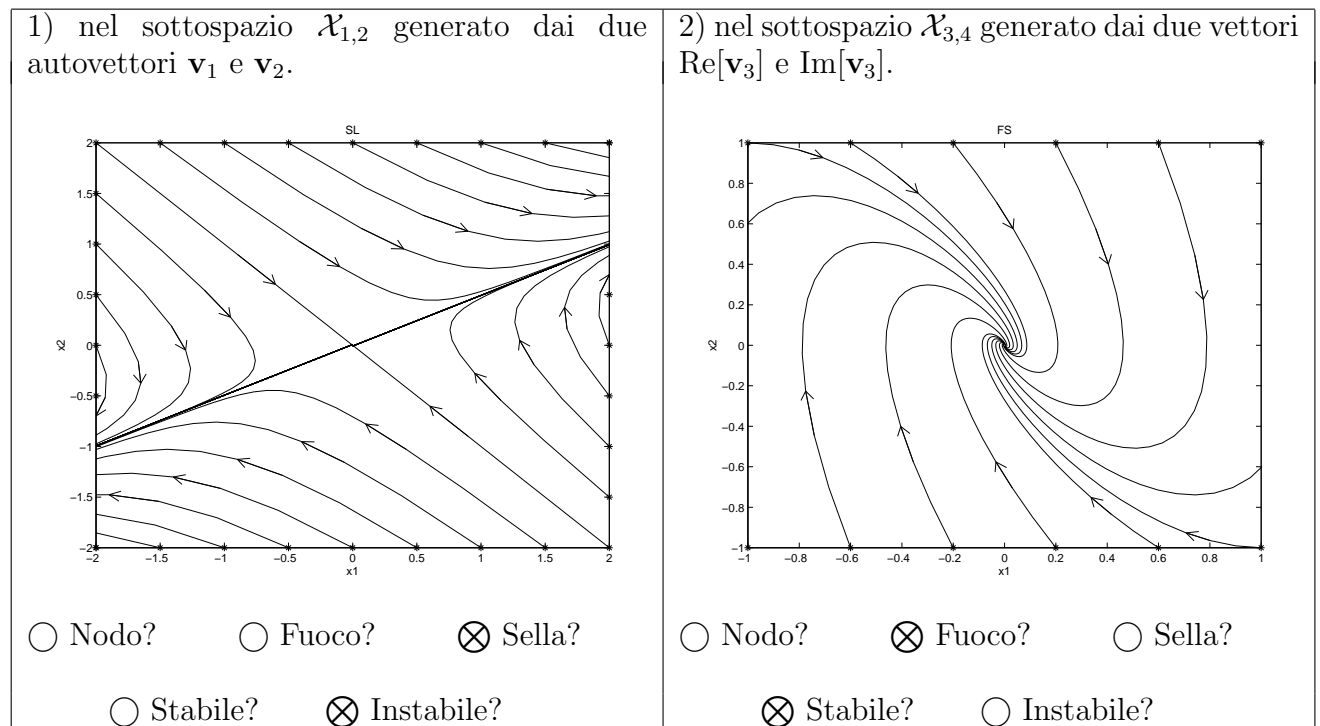 1) nel sottospazio 𝒳1,2 generato dai due
autovettori v1 e v2.
SL
2
1.5
1
0.5
0
−0.5
−1
−1.5
−2
x2
−2 −1.5 −1 −0.5 0 0.5 1 1.5 2
x1
◯ Nodo? ◯ Fuoco? ⊗ Sella?
◯ Stabile? ⊗ Instabile?
2) nel sottospazio 𝒳3,4 generato dai due vettori
Re[v3] e Im[v3].
FS
1
0.8
0.6
0.4
0.2
0
−0.2
−0.4
−0.6
−0.8
−1
x2
−1 −0.8 −0.6 −0.4 −0.2 0 0.2 0.4 0.6 0.8 1
x1
◯ Nodo? ⊗ Fuoco? ◯ Sella?
⊗ Stabile? ◯ Instabile?